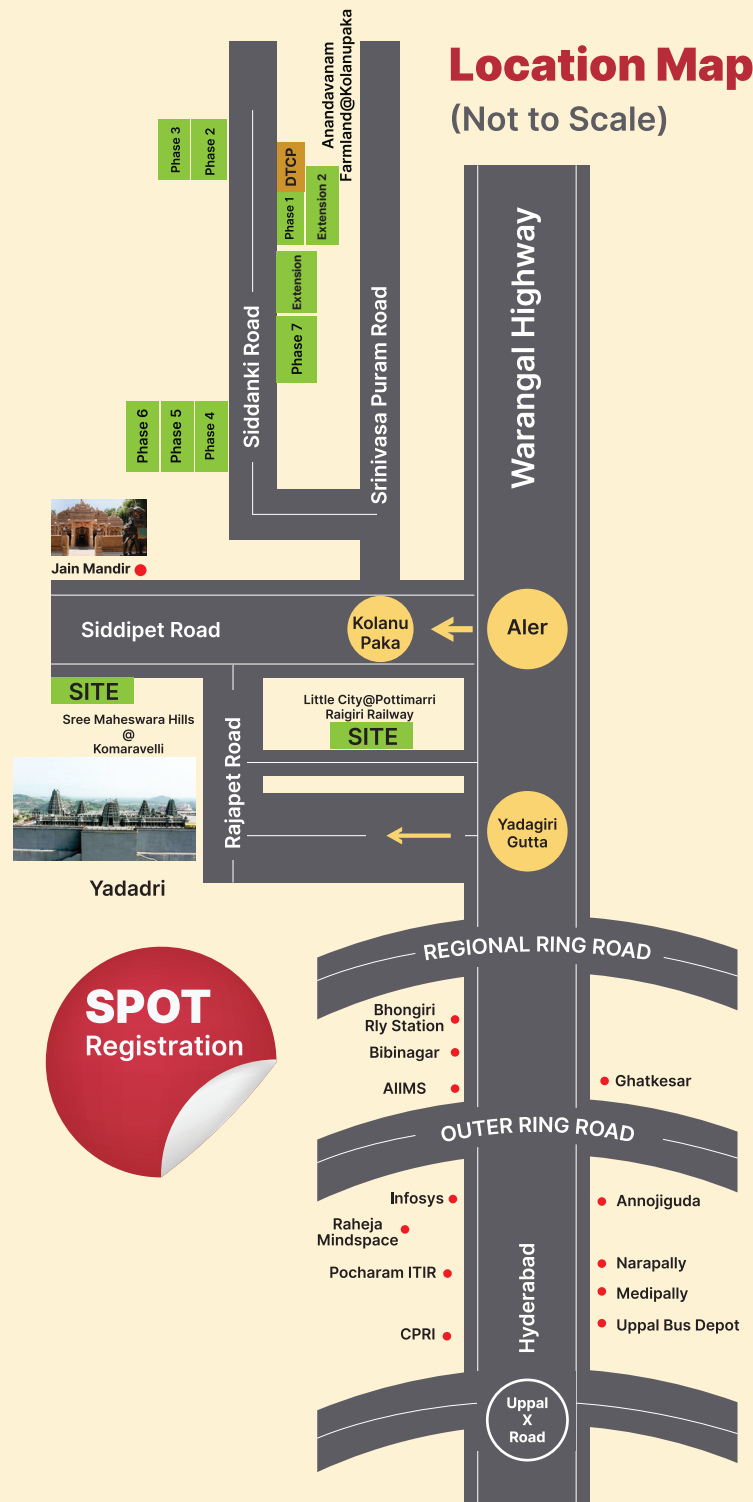 Location Map
(Not to Scale)
Anandavanam
Farmland@Kolanupaka
Phase 3
Phase 2
DTCP
Phase 1
Extension 2
Extension
Phase 7
Siddanki Road
Srinivasa Puram Road
Warangal Highway
Phase 6
Phase 5
Phase 4
Jain Mandir
Siddipet Road
Kolanu
Paka
Aler
SITE
Sree Maheswara Hills
@
Komaravelli
Little City@Pottimarri
Raigiri Railway
SITE
Rajapet Road
Yadagiri
Gutta
Yadadri
REGIONAL RING ROAD
SPOT
Registration
Bhongiri
Rly Station
Bibinagar
AIIMS
Ghatkesar
OUTER RING ROAD
Infosys
Annojiguda
Raheja
Mindspace
Pocharam ITIR
Narapally
Medipally
Hyderabad
CPRI
Uppal Bus Depot
Uppal
X
Road